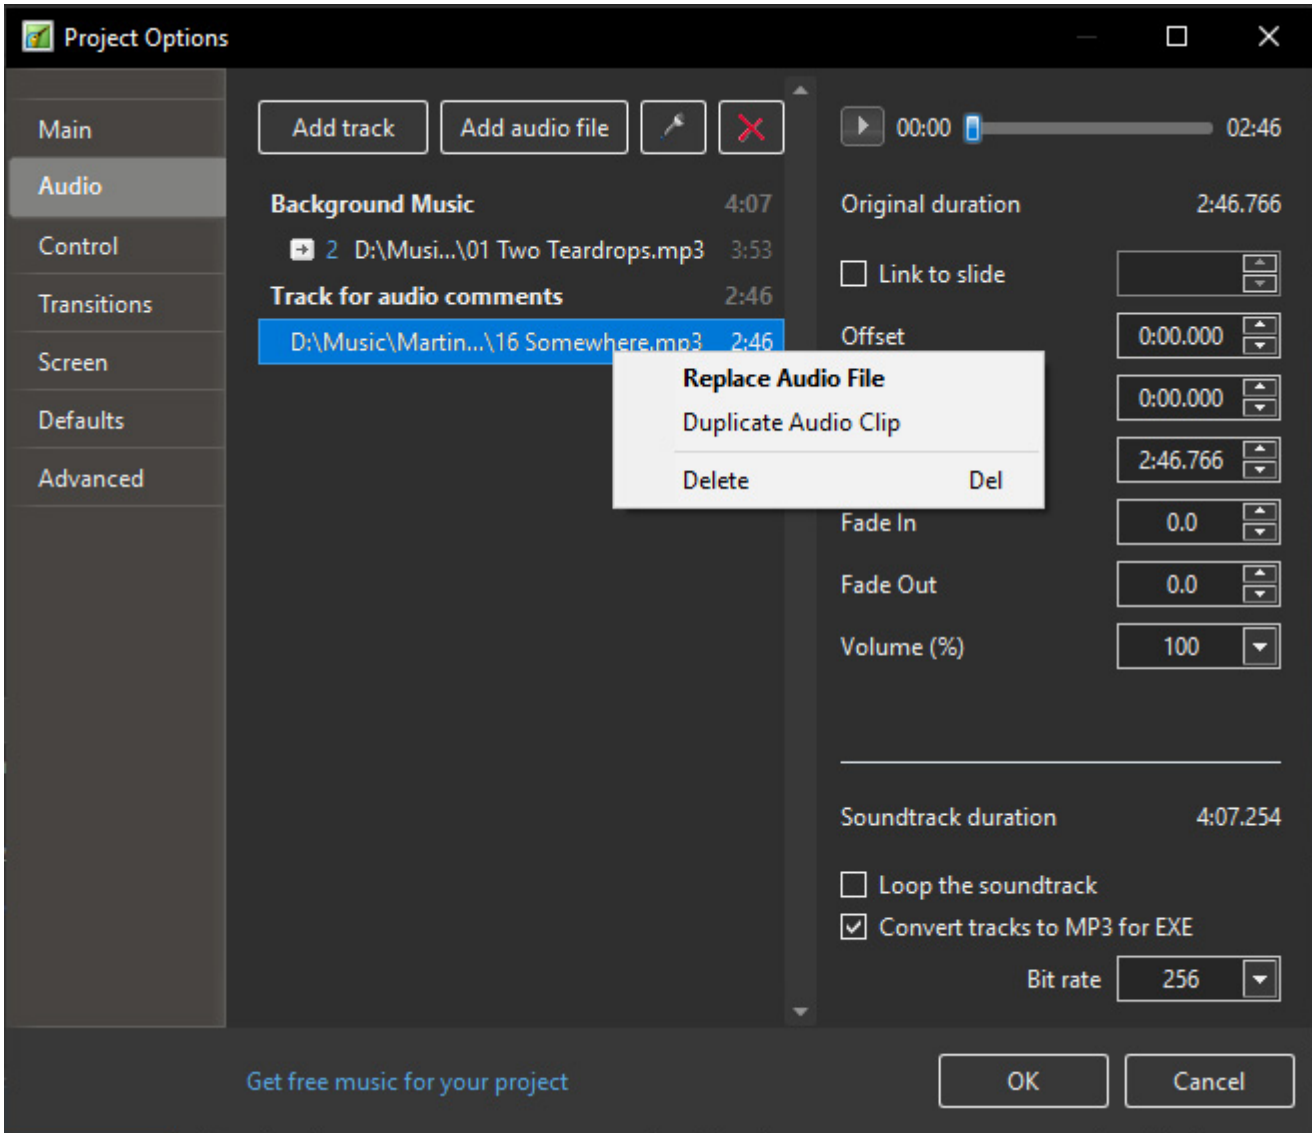 Project Options
Main
Audio
Control
Transitions
Screen
Defaults
Advanced
Add track
Add audio file
Background Music 4:07
2 D:\Musi...\01 Two Teardrops.mp3 3:53
Track for audio comments 2:46
D:\Music\Martin...\16 Somewhere.mp3 2:46
Replace Audio File
Duplicate Audio Clip
Delete Del
00:00 02:46
Original duration 2:46.766
Link to slide
Offset 0:00.000
0:00.000
2:46.766
Fade In 0.0
Fade Out 0.0
Volume (%) 100
Soundtrack duration 4:07.254
Loop the soundtrack
Convert tracks to MP3 for EXE
Bit rate 256
Get free music for your project
OK
Cancel